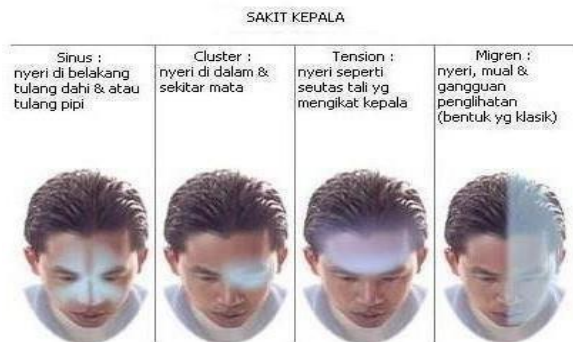 SAKIT KEPALA
Sinus :
nyeri di belakang
tulang dahi & atau
tulang pipi
Cluster :
nyeri di dalam &
sekitar mata
Tension :
nyeri seperti
seutas tali yg
mengikat kepala
Migren :
nyeri, mual &
gangguan
penglihatan
(bentuk yg klasik)